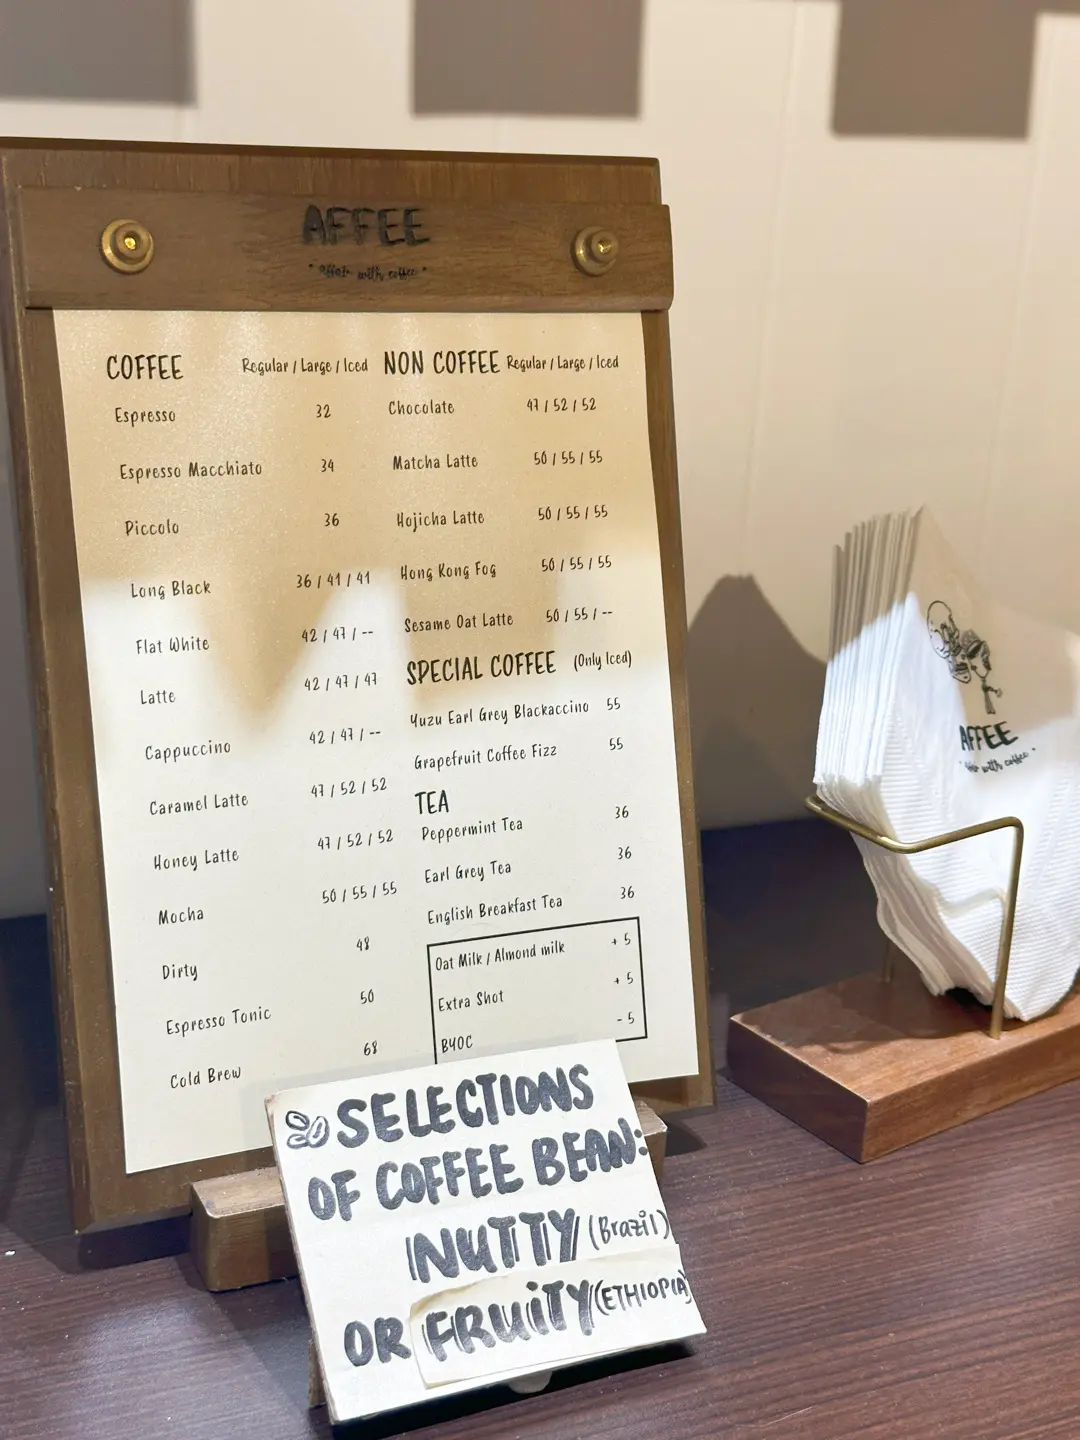 AFFEE
" affair with coffee "
COFFEE Regular / Large / Iced
Espresso 32
Espresso Macchiato 34
Piccolo 36
Long Black 36 / 41 / 41
Flat White 42 / 47 / --
Latte 42 / 47 / 47
Cappuccino 42 / 47 / --
Caramel Latte 47 / 52 / 52
Honey Latte 47 / 52 / 52
Mocha 50 / 55 / 55
Dirty 48
Espresso Tonic 50
Cold Brew 68
NON COFFEE Regular / Large / Iced
Chocolate 47 / 52 / 52
Matcha Latte 50 / 55 / 55
Hojicha Latte 50 / 55 / 55
Hong Kong Fog 50 / 55 / 55
Sesame Oat Latte 50 / 55 / --
SPECIAL COFFEE (Only Iced)
Yuzu Earl Grey Blackaccino 55
Grapefruit Coffee Fizz 55
TEA
Peppermint Tea 36
Earl Grey Tea 36
English Breakfast Tea 36
Oat Milk / Almond milk + 5
Extra Shot + 5
BYOC - 5
SELECTIONS
OF COFFEE BEAN:
NUTTY (Brazil)
OR FRUiTY (ETHIOPIA)
AFFEE
" affair with coffee "